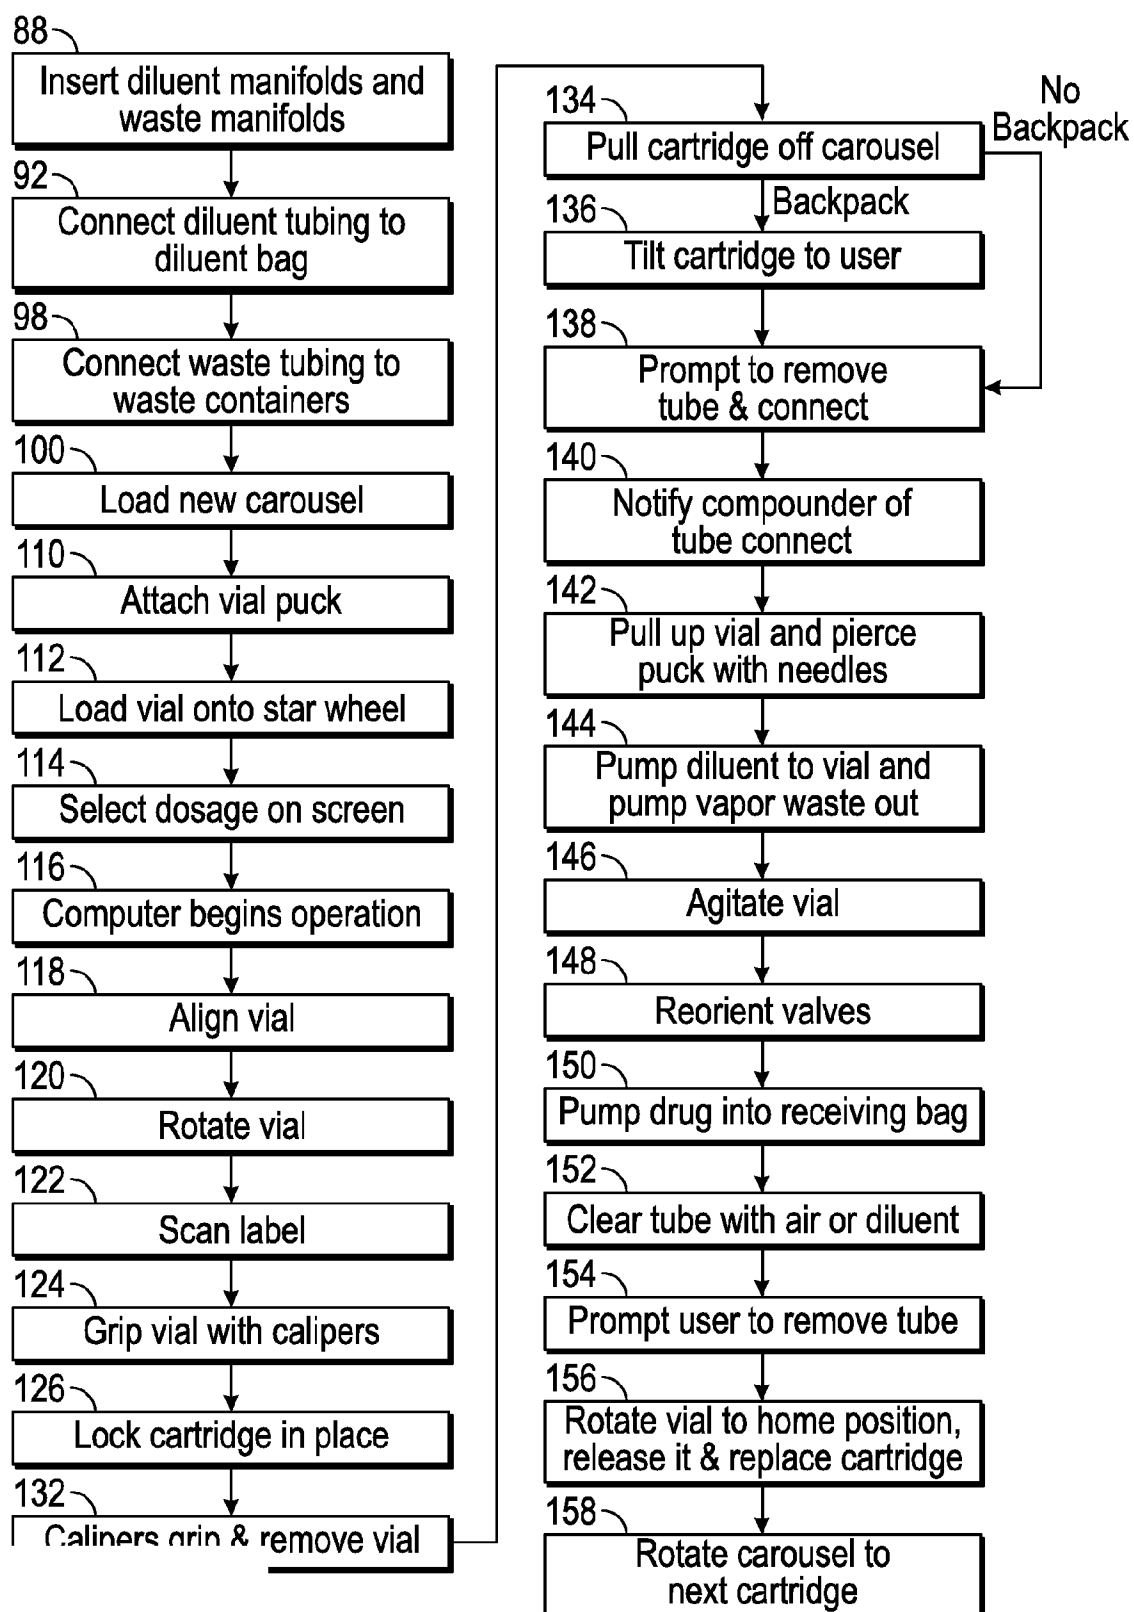 88
Insert diluent manifolds and
waste manifolds
92
Connect diluent tubing to
diluent bag
98
Connect waste tubing to
waste containers
100
Load new carousel
110
Attach vial puck
112
Load vial onto star wheel
114
Select dosage on screen
116
Computer begins operation
118
Align vial
120
Rotate vial
122
Scan label
124
Grip vial with calipers
126
Lock cartridge in place
132
Calipers grip & remove vial
134
Pull cartridge off carousel
No
Backpack
Backpack
136
Tilt cartridge to user
138
Prompt to remove
tube & connect
140
Notify compounder of
tube connect
142
Pull up vial and pierce
puck with needles
144
Pump diluent to vial and
pump vapor waste out
146
Agitate vial
148
Reorient valves
150
Pump drug into receiving bag
152
Clear tube with air or diluent
154
Prompt user to remove tube
156
Rotate vial to home position,
release it & replace cartridge
158
Rotate carousel to
next cartridge